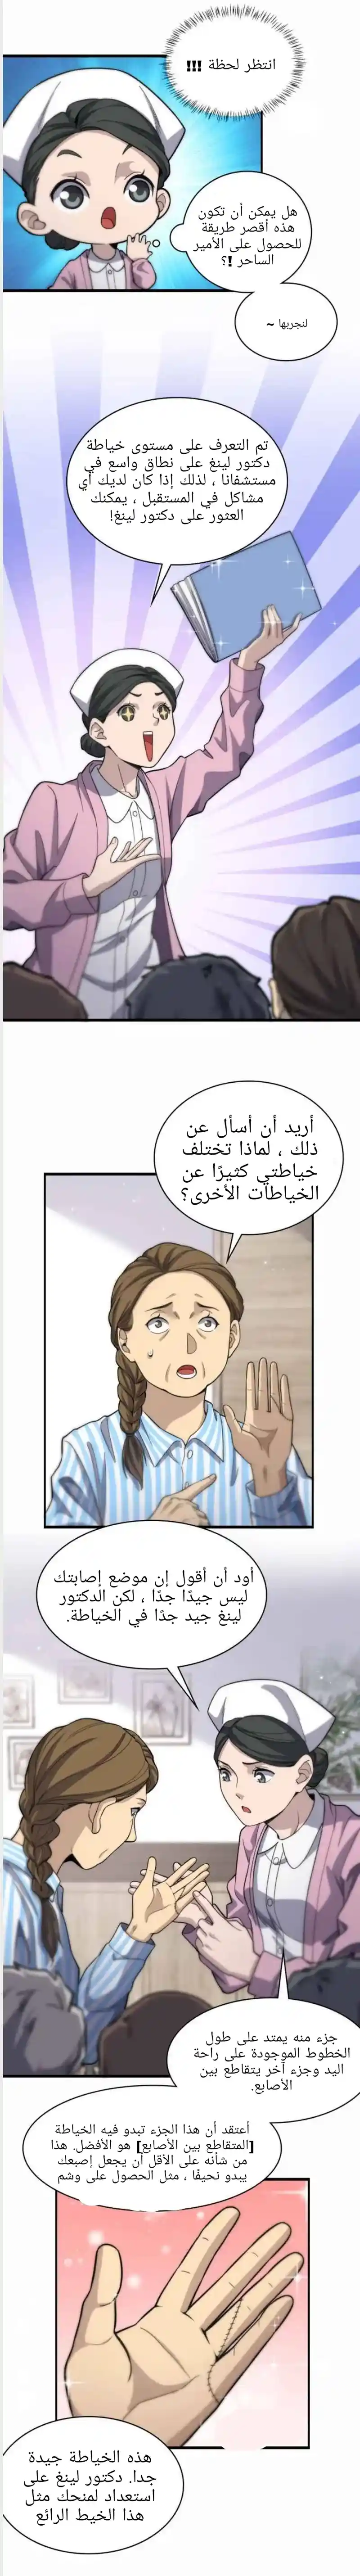 انتظر لحظة !!!
هل يمكن أن تكون
هذه أقصر طريقة
للحصول على الأمير
الساحر !؟
لنجربها ~
تم التعرف على مستوى خياطة
دكتور لينغ على نطاق واسع في
مستشفانا ، لذلك إذا كان لديك أي
مشاكل في المستقبل ، يمكنك
العثور على دكتور لينغ!
أريد أن أسأل عن
ذلك ، لماذا تختلف
خياطتي كثيرًا عن
الخياطات الأخرى؟
أود أن أقول إن موضع إصابتك
ليس جيدًا جدًا ، لكن الدكتور
لينغ جيد جدًا في الخياطة.
جزء منه يمتد على طول
الخطوط الموجودة على راحة
اليد وجزء آخر يتقاطع بين
الأصابع.
أعتقد أن هذا الجزء تبدو فيه الخياطة
[المتقاطع بين الأصابع] هو الأفضل. هذا
من شأنه على الأقل أن يجعل إصبعك
يبدو نحيفًا ، مثل الحصول على وشم
هذه الخياطة جيدة
جدا. دكتور لينغ على
استعداد لمنحك مثل
هذا الخيط الرائع